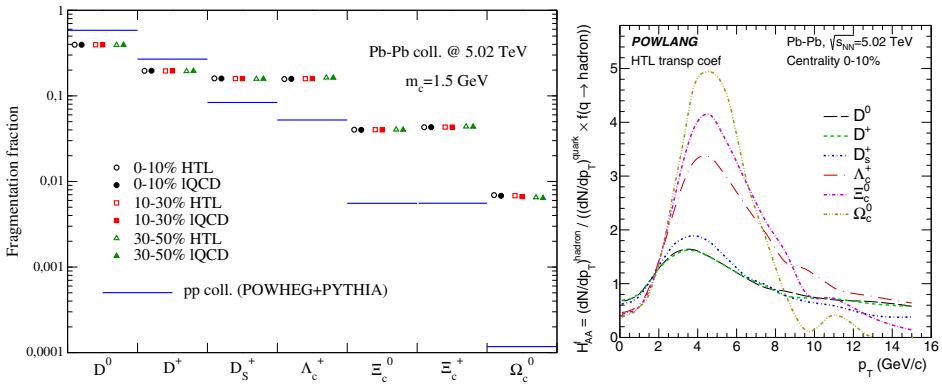 1
0,1
0,01
0,001
0,0001
Fragmentation fraction
Pb-Pb coll. @ 5.02 TeV
m_c=1.5 GeV
0-10% HTL
0-10% lQCD
10-30% HTL
10-30% lQCD
30-50% HTL
30-50% lQCD
pp coll. (POWHEG+PYTHIA)
D^0 D^+ D_S^+ Λ_c^+ Ξ_c^0 Ξ_c^+ Ω_c^0
H^i_AA = (dN/dp_T)^hadron / ((dN/dp_T)^quark × f(q → hadron))
POWLANG Pb-Pb, √s_NN=5.02 TeV
HTL transp coef Centrality 0-10%
D^0
D^+
D_s^+
Λ_c^+
Ξ_c^0
Ω_c^0
5
4
3
2
1
0
0 2 4 6 8 10 12 14 16
p_T (GeV/c)